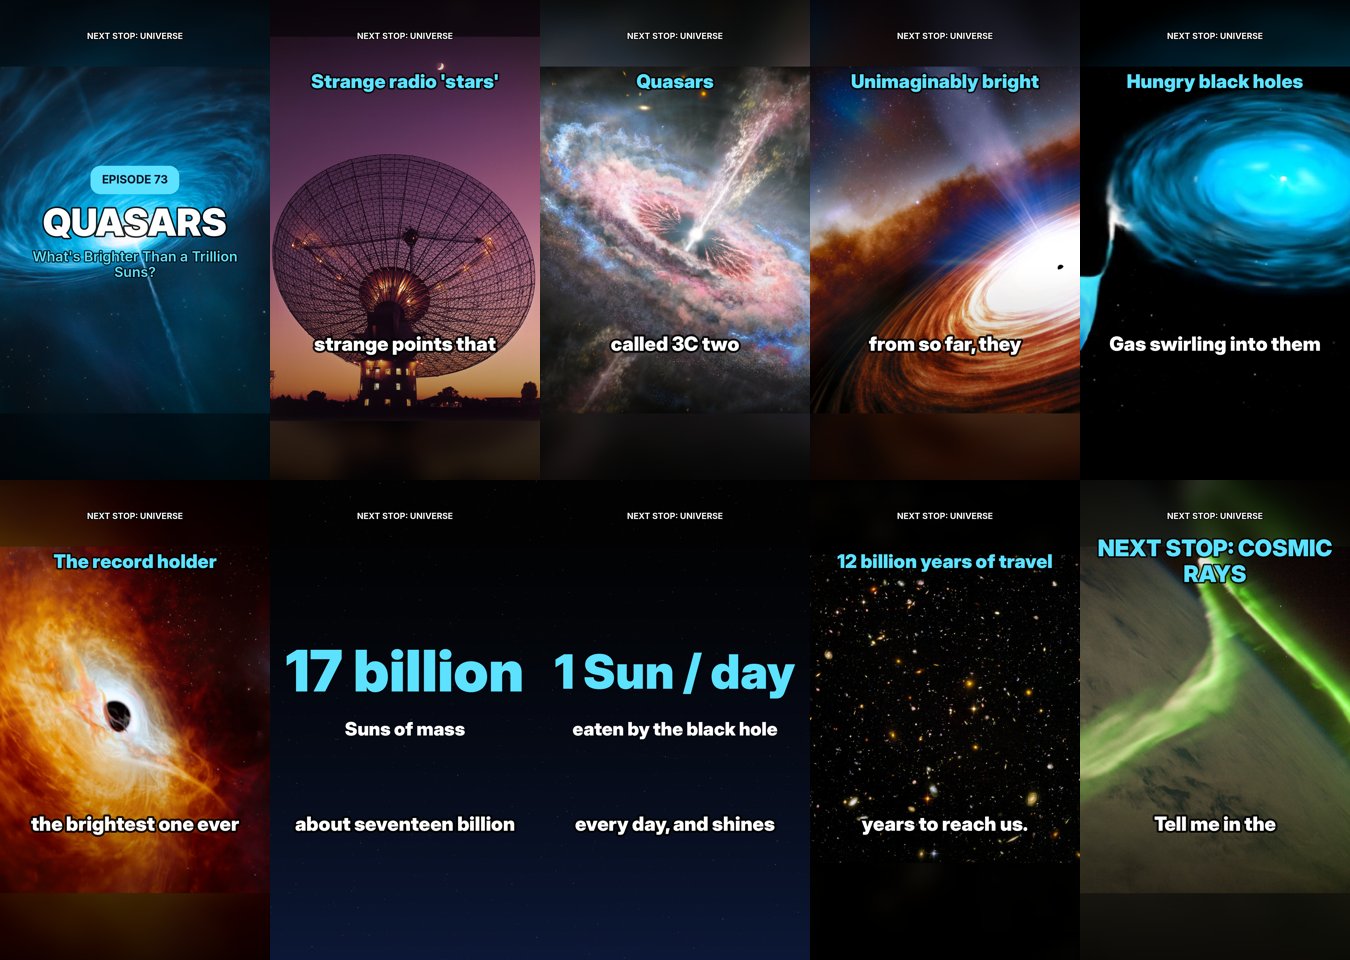 NEXT STOP: UNIVERSE
EPISODE 73
QUASARS
What's Brighter Than a Trillion
Suns?
NEXT STOP: UNIVERSE
Strange radio 'stars'
strange points that
NEXT STOP: UNIVERSE
Quasars
called 3C two
NEXT STOP: UNIVERSE
Unimaginably bright
from so far, they
NEXT STOP: UNIVERSE
Hungry black holes
Gas swirling into them
NEXT STOP: UNIVERSE
The record holder
the brightest one ever
NEXT STOP: UNIVERSE
17 billion
Suns of mass
about seventeen billion
NEXT STOP: UNIVERSE
1 Sun / day
eaten by the black hole
every day, and shines
NEXT STOP: UNIVERSE
12 billion years of travel
years to reach us.
NEXT STOP: UNIVERSE
NEXT STOP: COSMIC
RAYS
Tell me in the